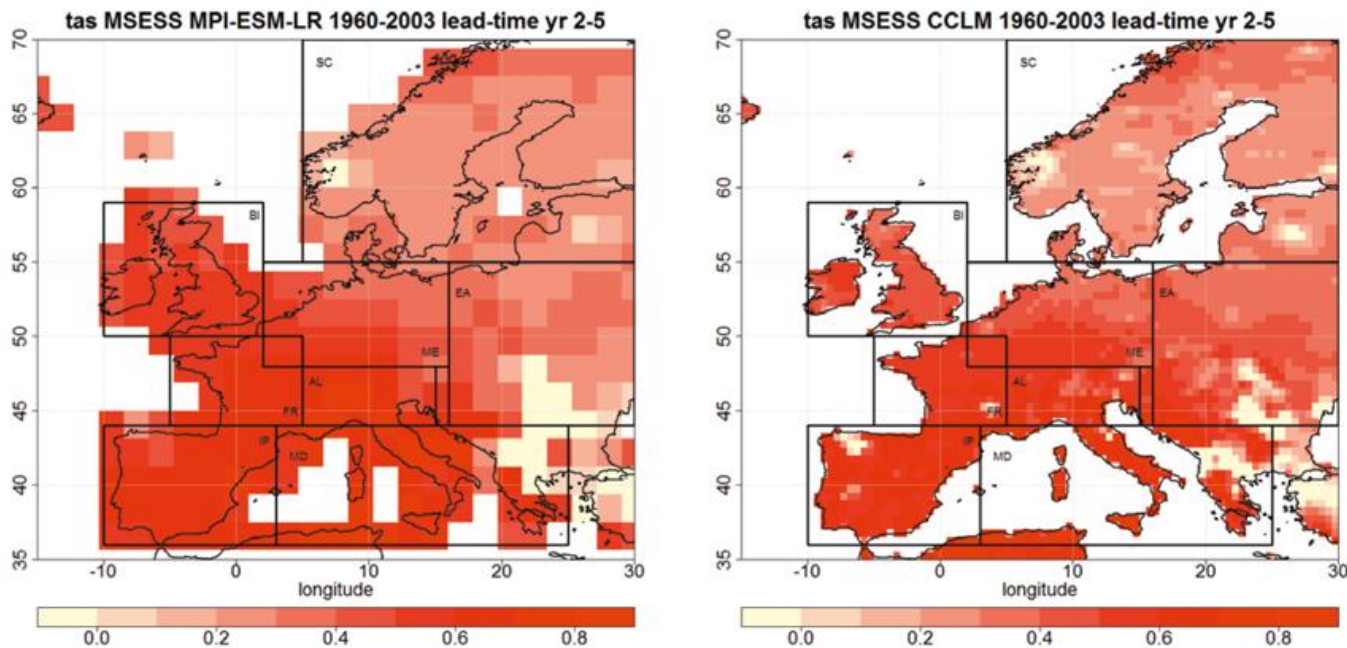 tas MSESS MPI-ESM-LR 1960-2003 lead-time yr 2-5
70
65
60
55
50
45
40
35
SC
BI
EA
ME
AL
FR
IP
MD
-10 0 10 20 30
longitude
0.0 0.2 0.4 0.6 0.8
tas MSESS CCLM 1960-2003 lead-time yr 2-5
70
65
60
55
50
45
40
35
SC
BI
EA
ME
AL
FR
IP
MD
-10 0 10 20 30
longitude
0.0 0.2 0.4 0.6 0.8